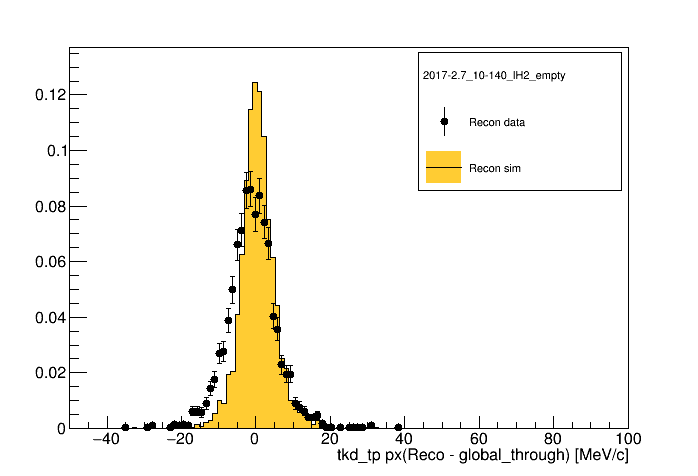 2017-2.7_10-140_lH2_empty
Recon data
Recon sim
0.12
0.1
0.08
0.06
0.04
0.02
0
−40 −20 0 20 40 60 80 100
tkd_tp px(Reco - global_through) [MeV/c]